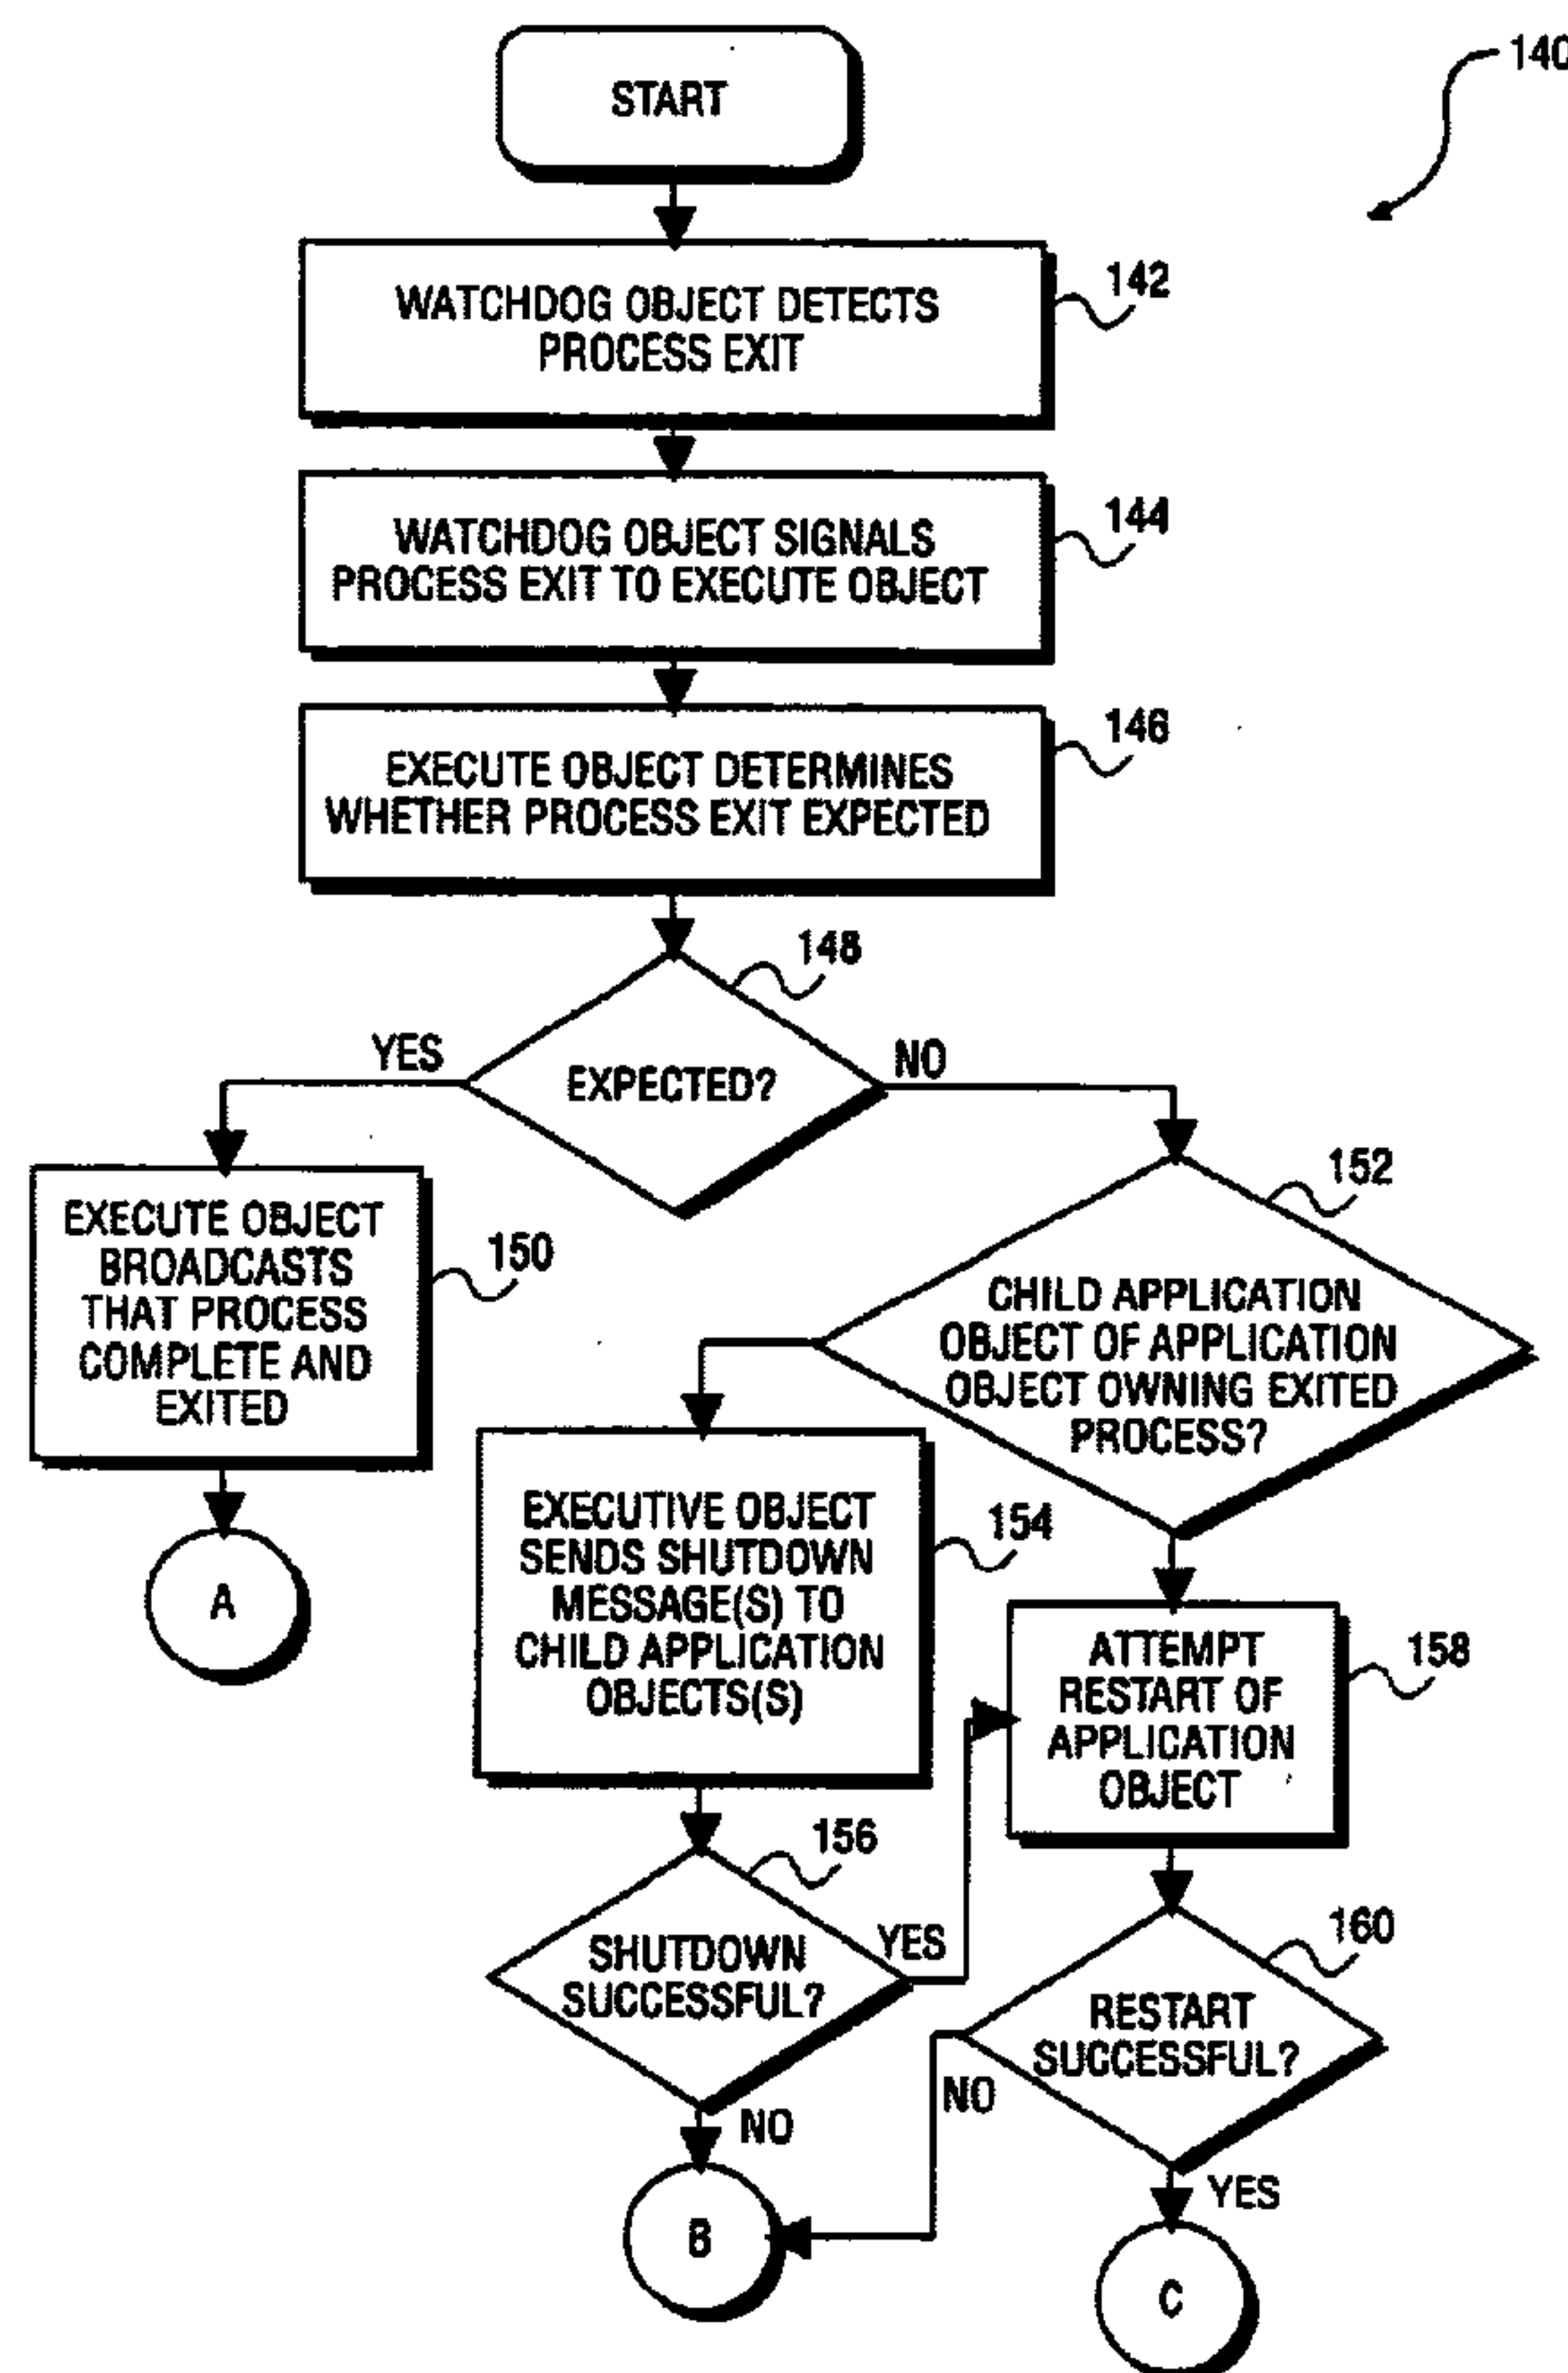 140
START
WATCHDOG OBJECT DETECTS
PROCESS EXIT
142
WATCHDOG OBJECT SIGNALS
PROCESS EXIT TO EXECUTE OBJECT
144
EXECUTE OBJECT DETERMINES
WHETHER PROCESS EXIT EXPECTED
146
148
EXPECTED?
YES
NO
EXECUTE OBJECT
BROADCASTS
THAT PROCESS
COMPLETE AND
EXITED
150
A
152
CHILD APPLICATION
OBJECT OF APPLICATION
OBJECT OWNING EXITED
PROCESS?
EXECUTIVE OBJECT
SENDS SHUTDOWN
MESSAGE(S) TO
CHILD APPLICATION
OBJECTS(S)
154
ATTEMPT
RESTART OF
APPLICATION
OBJECT
158
156
SHUTDOWN
SUCCESSFUL?
YES
NO
160
RESTART
SUCCESSFUL?
NO
YES
B
C